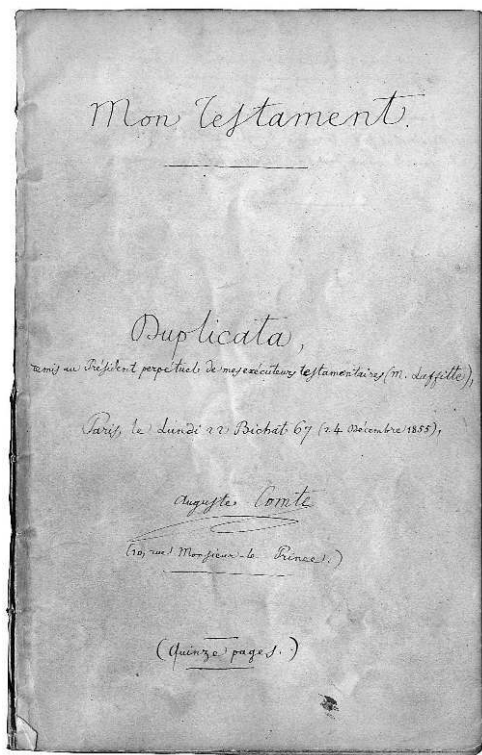 Mon Testament.
Duplicata,
remis au Président perpétuel de mes exécuteurs testamentaires (M. Laffitte),
Paris, le Lundi 22 Bichat 67 (24 Décembre 1855),
Auguste Comte
(10, rue Monsieur-le-Prince.)
(Quinze pages.)